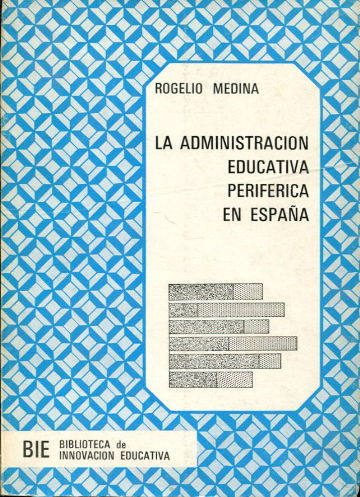 ROGELIO MEDINA
LA ADMINISTRACION
EDUCATIVA
PERIFERICA
EN ESPAÑA
BIE BIBLIOTECA de
INNOVACION EDUCATIVA